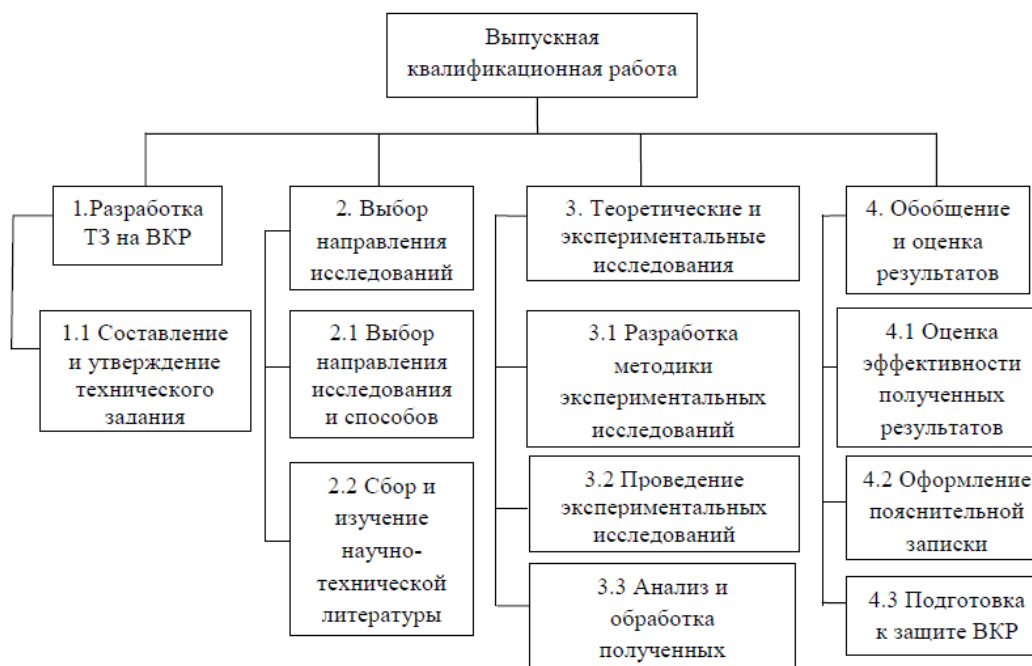 Выпускная
квалификационная работа
1.Разработка
ТЗ на ВКР
2. Выбор
направления
исследований
3. Теоретические и
экспериментальные
исследования
4. Обобщение
и оценка
результатов
1.1 Составление
и утверждение
технического
задания
2.1 Выбор
направления
исследования
и способов
3.1 Разработка
методики
экспериментальных
исследований
4.1 Оценка
эффективности
полученных
результатов
2.2 Сбор и
изучение
научно-
технической
литературы
3.2 Проведение
экспериментальных
исследований
4.2 Оформление
пояснительной
записки
3.3 Анализ и
обработка
полученных
4.3 Подготовка
к защите ВКР